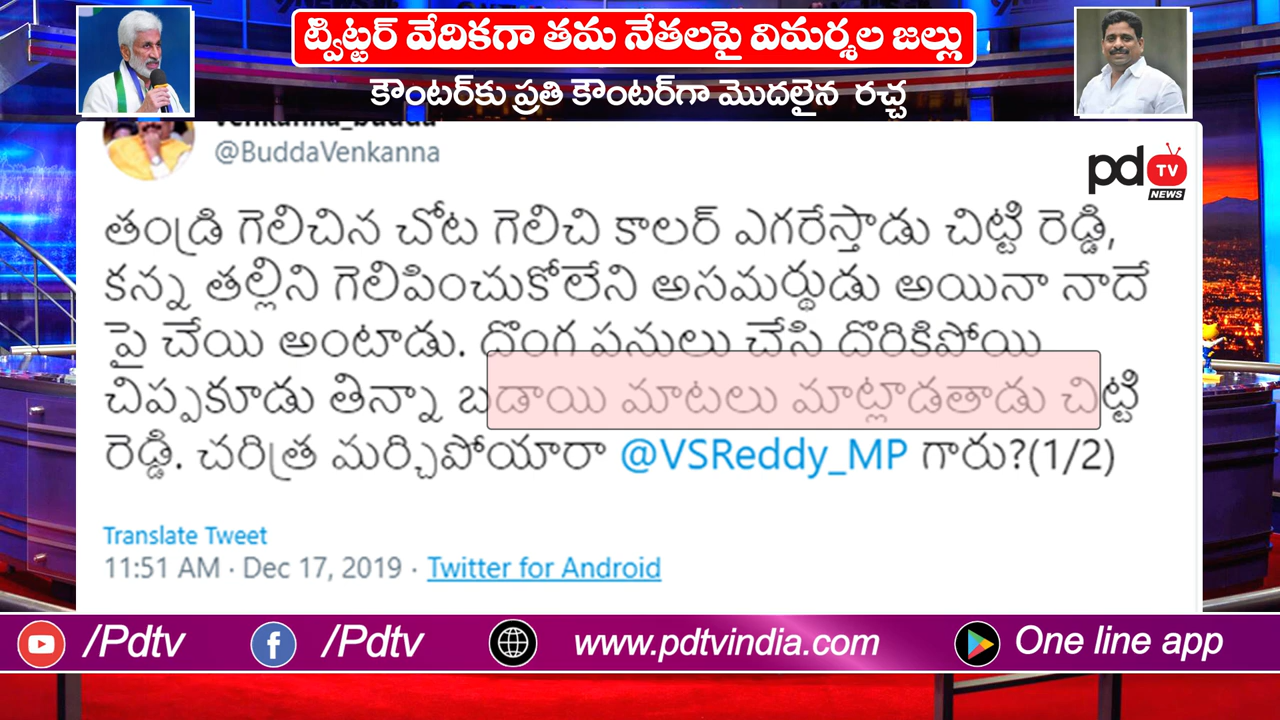 ట్విట్టర్ వేదికగా తమ నేతలపై విమర్శల జల్లు
కౌంటర్‌కు ప్రతి కౌంటర్‌గా మొదలైన రచ్చ
venkanna_budda
@BuddaVenkanna
pd TV
NEWS
తండ్రి గెలిచిన చోట గెలిచి కాలర్ ఎగరేస్తాడు చిట్టి రెడ్డి,
కన్న తల్లిని గెలిపించుకోలేని అసమర్థుడు అయినా నాదే
పై చేయి అంటాడు. దొంగ పనులు చేసి దొరికిపోయి
చిప్పకూడు తిన్నా బడాయి మాటలు మాట్లాడతాడు చిట్టి
రెడ్డి. చరిత్ర మర్చిపోయారా @VSReddy_MP గారు?(1/2)
Translate Tweet
11:51 AM · Dec 17, 2019 · Twitter for Android
/Pdtv /Pdtv www.pdtvindia.com One line app